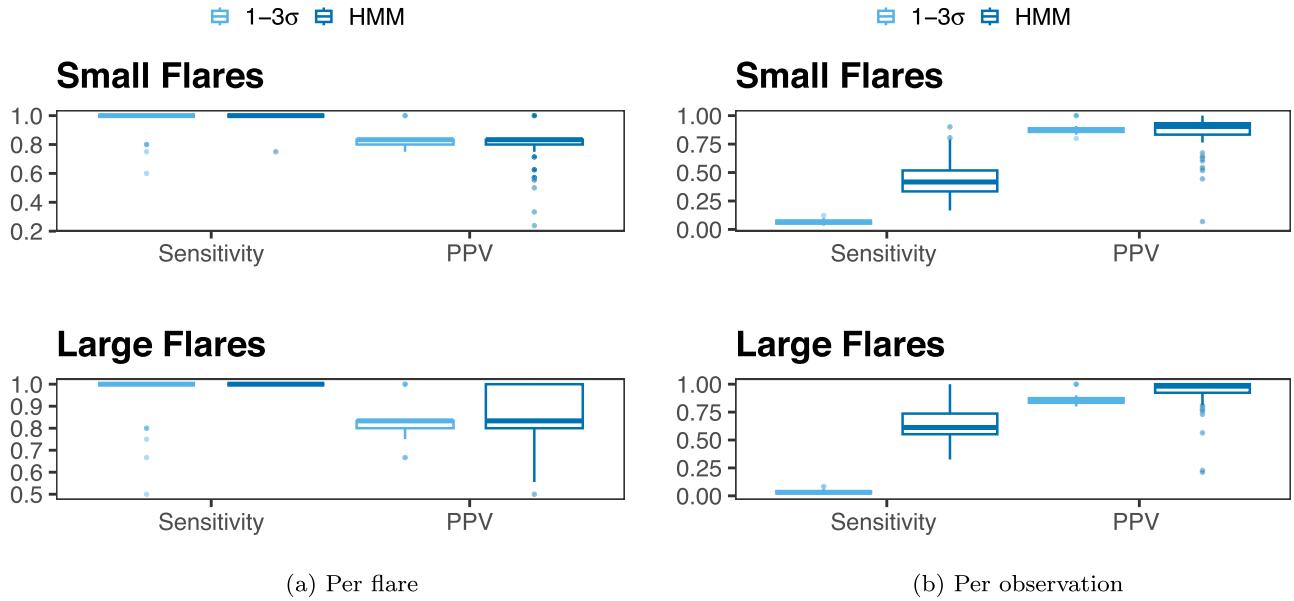 1−3σ HMM
Small Flares
1.0
0.8
0.6
0.4
0.2
Sensitivity PPV
Large Flares
1.0
0.9
0.8
0.7
0.6
0.5
Sensitivity PPV
(a) Per flare
1−3σ HMM
Small Flares
1.00
0.75
0.50
0.25
0.00
Sensitivity PPV
Large Flares
1.00
0.75
0.50
0.25
0.00
Sensitivity PPV
(b) Per observation